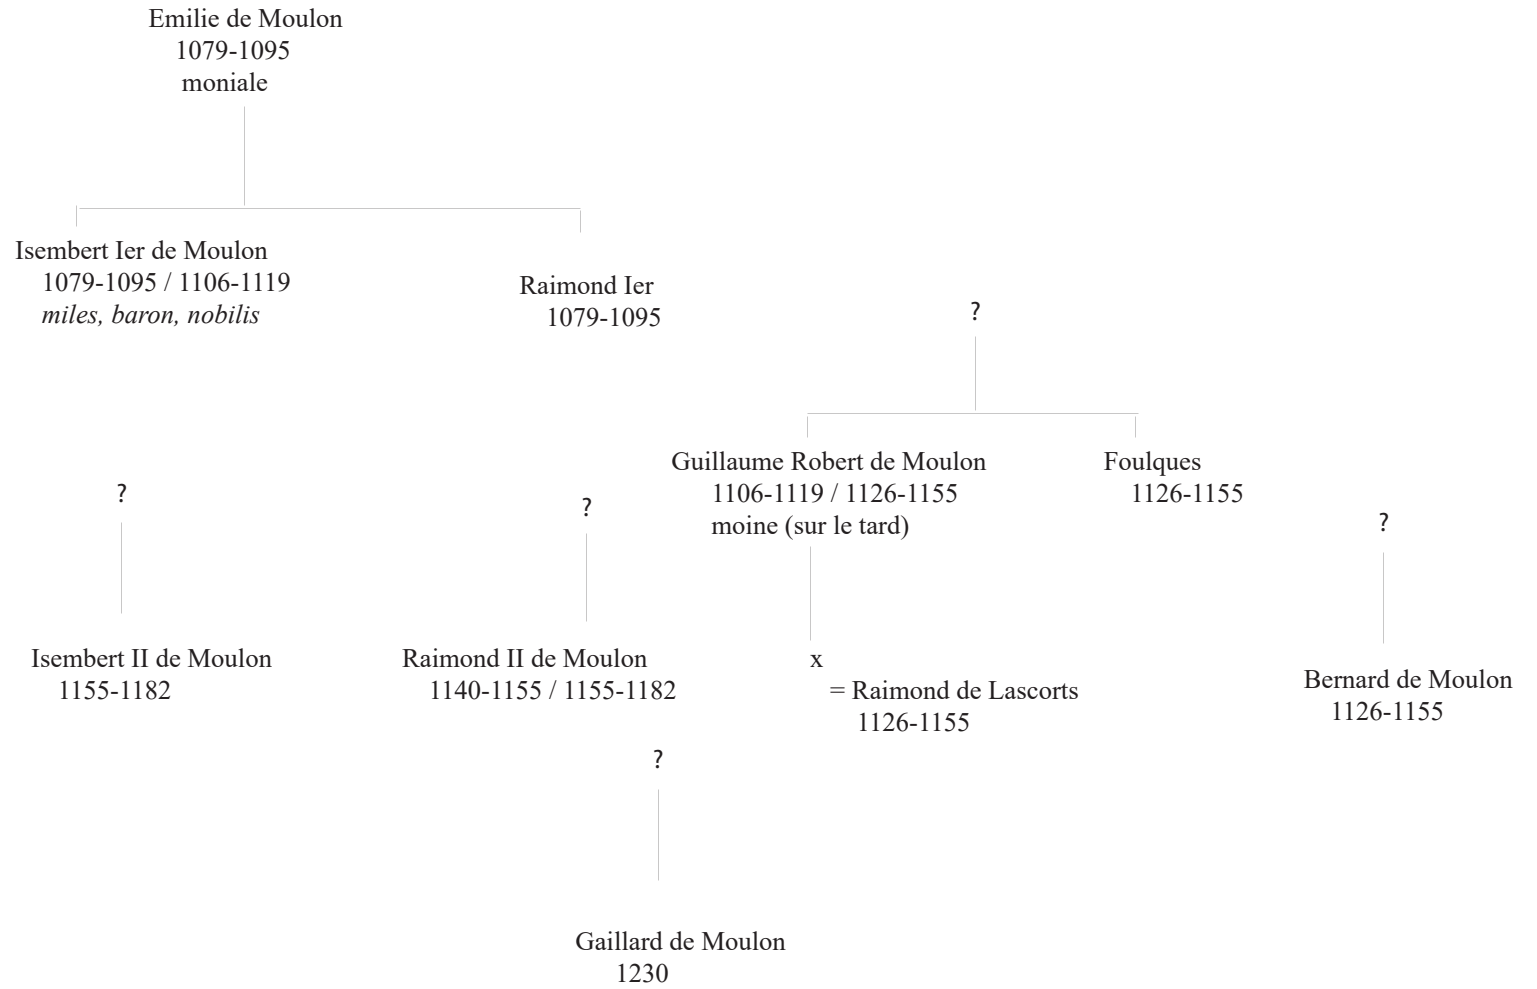 Emilie de Moulon
1079-1095
moniale
Isembert Ier de Moulon
1079-1095 / 1106-1119
miles, baron, nobilis
Raimond Ier
1079-1095
?
Guillaume Robert de Moulon
1106-1119 / 1126-1155
moine (sur le tard)
Foulques
1126-1155
?
?
?
Isembert II de Moulon
1155-1182
Raimond II de Moulon
1140-1155 / 1155-1182
x
= Raimond de Lascorts
1126-1155
Bernard de Moulon
1126-1155
?
Gaillard de Moulon
1230